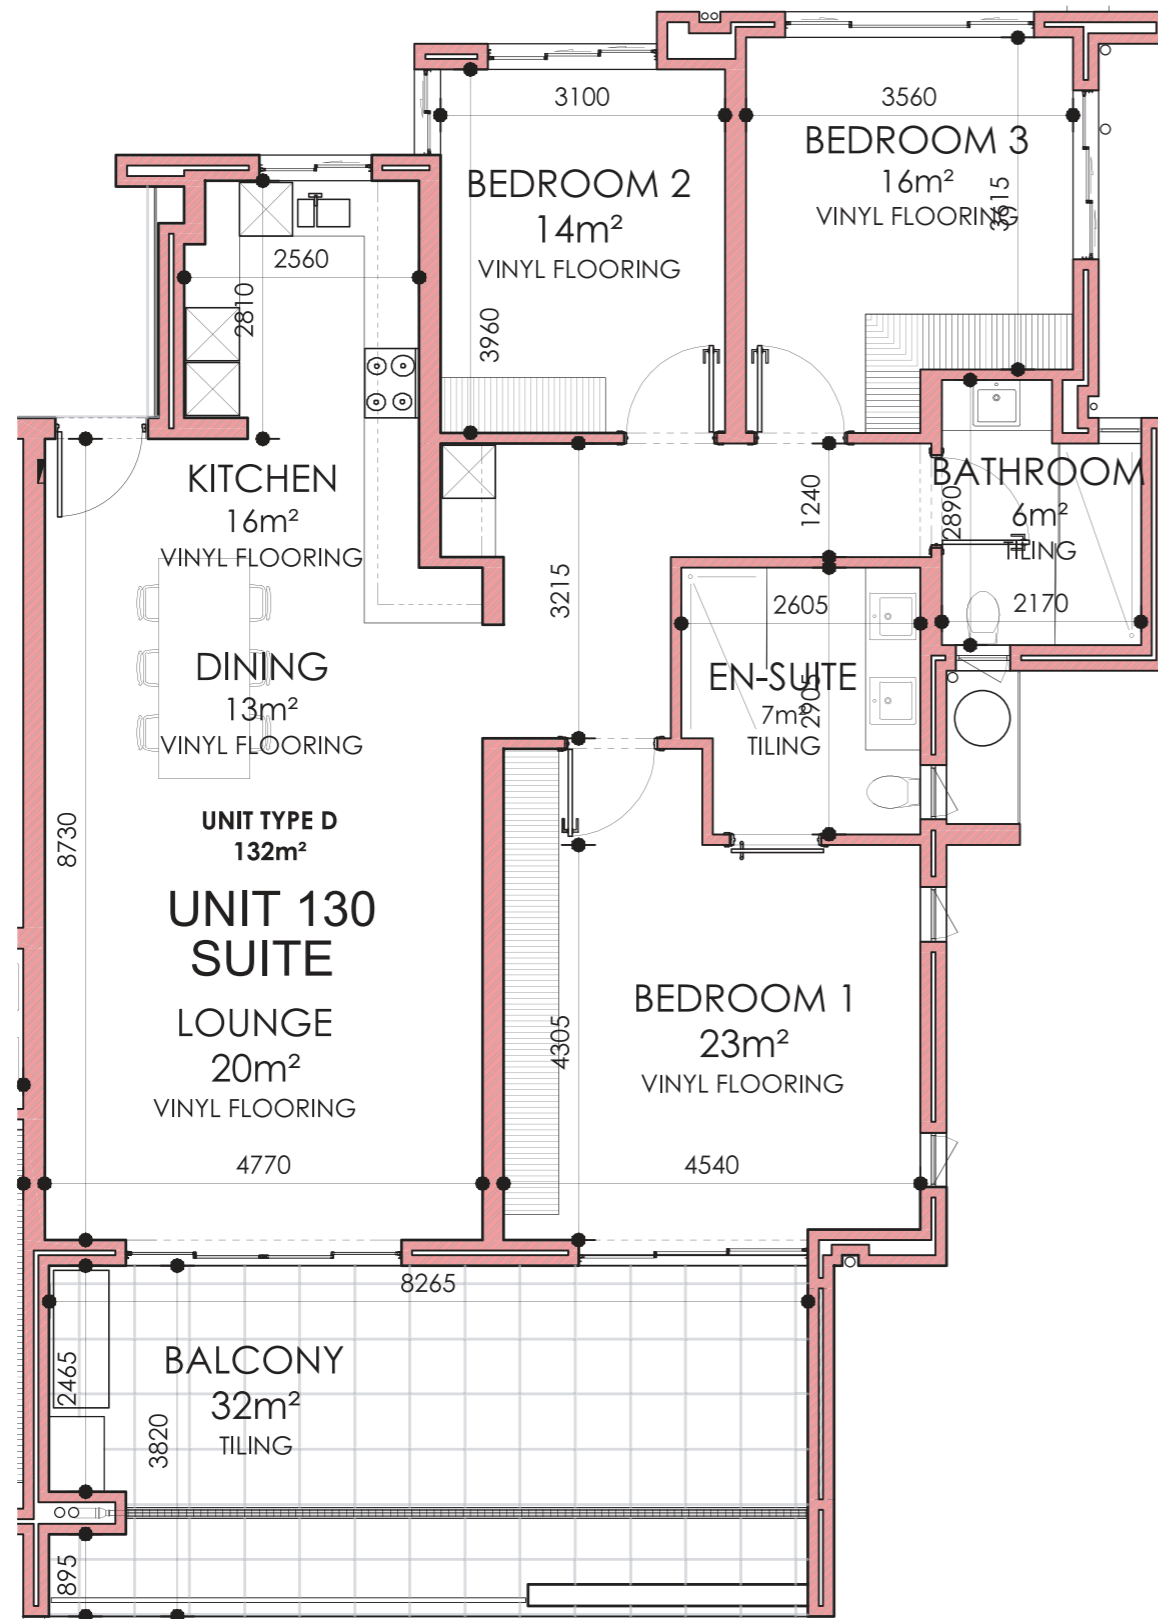 3100
3560
BEDROOM 3
16m²
VINYL FLOORING
3615
BEDROOM 2
14m²
VINYL FLOORING
3960
2560
2810
KITCHEN
16m²
VINYL FLOORING
1240
2890
BATHROOM
6m²
TILING
2170
3215
2605
EN-SUITE
7m²
TILING
2905
DINING
13m²
VINYL FLOORING
8730
UNIT TYPE D
132m²
UNIT 130
SUITE
LOUNGE
20m²
VINYL FLOORING
4770
BEDROOM 1
23m²
VINYL FLOORING
4305
4540
8265
BALCONY
32m²
TILING
2465
3820
895